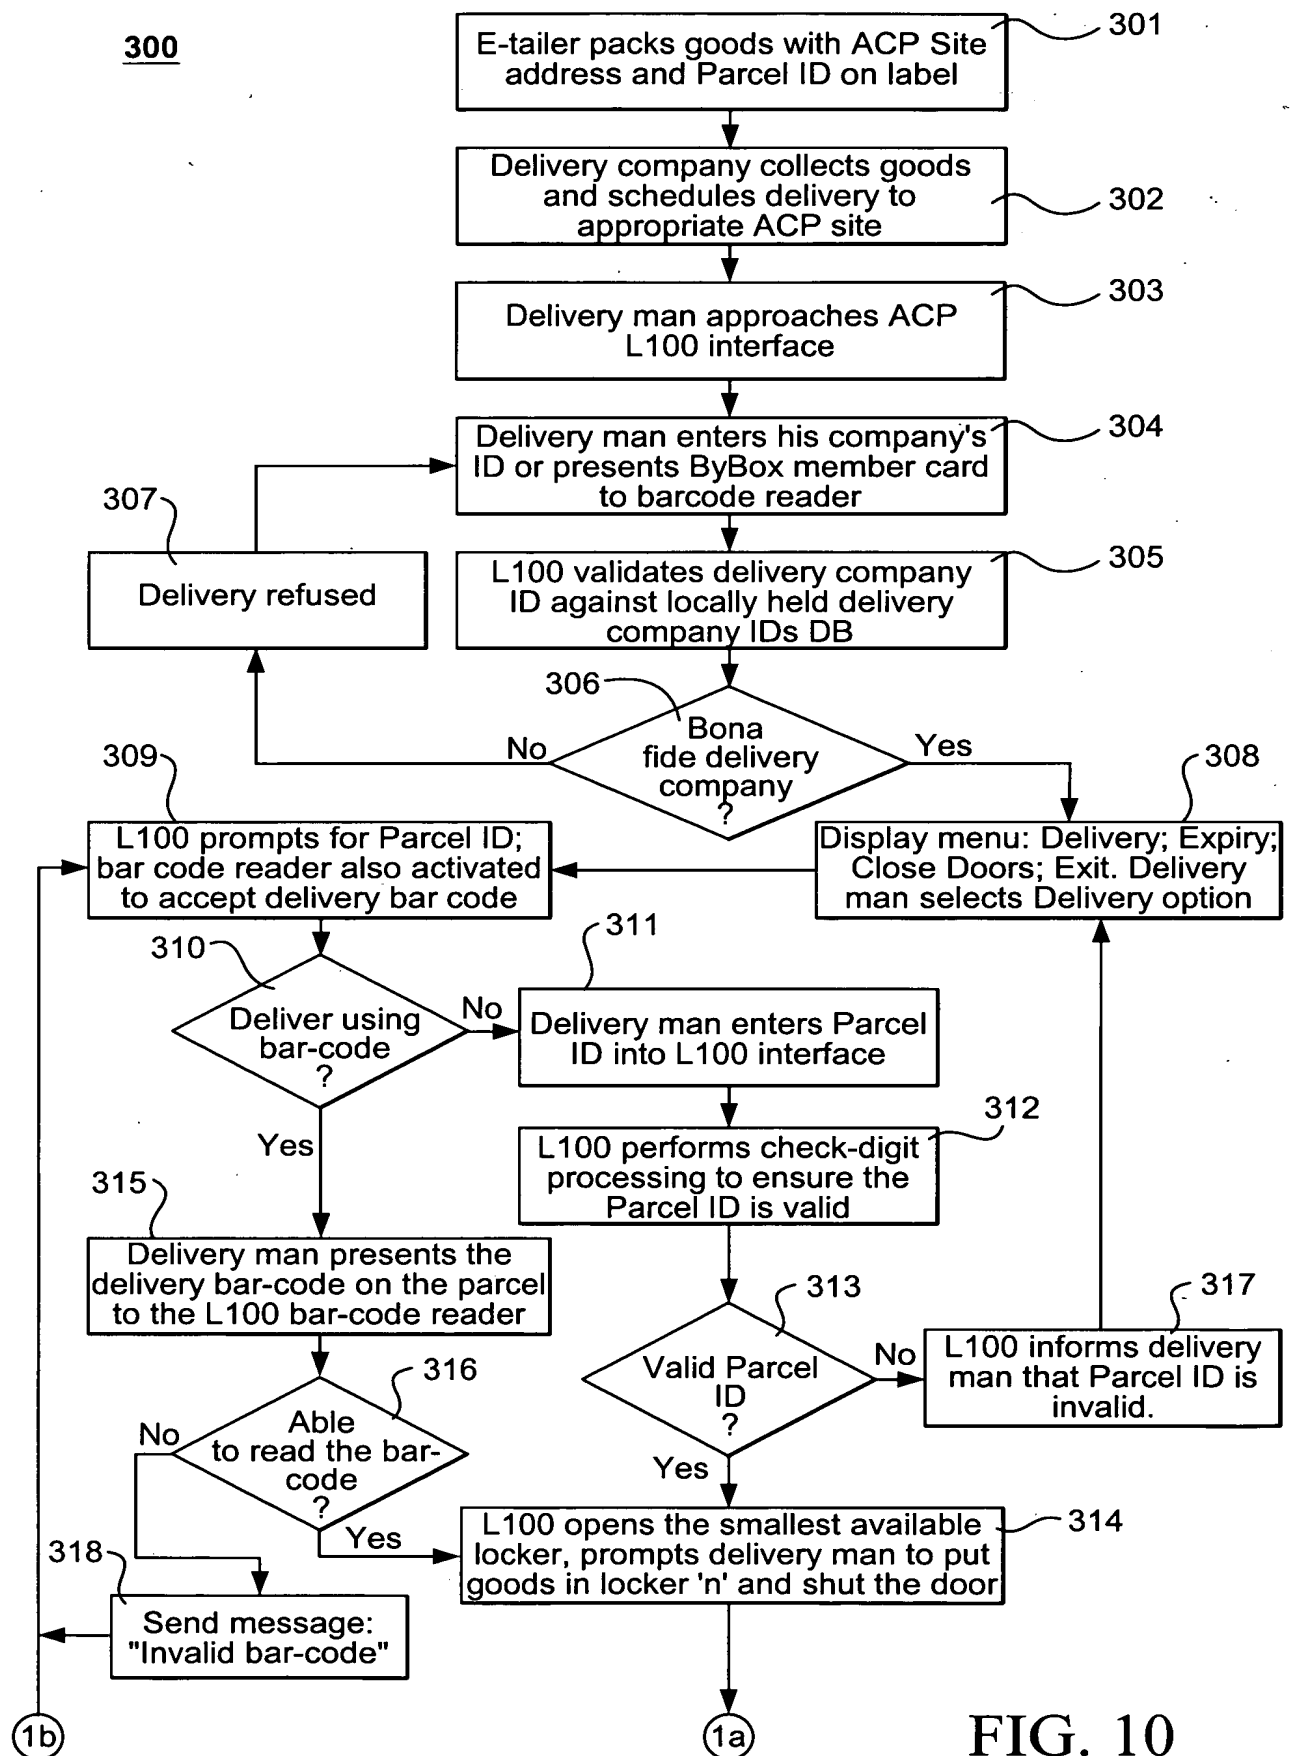 300
301
E-tailer packs goods with ACP Site
address and Parcel ID on label
Delivery company collects goods
and schedules delivery to
appropriate ACP site
302
303
Delivery man approaches ACP
L100 interface
304
Delivery man enters his company's
ID or presents ByBox member card
to barcode reader
307
Delivery refused
305
L100 validates delivery company
ID against locally held delivery
company IDs DB
306
Bona
fide delivery
company
?
No
Yes
309
308
L100 prompts for Parcel ID;
bar code reader also activated
to accept delivery bar code
Display menu: Delivery; Expiry;
Close Doors; Exit. Delivery
man selects Delivery option
310
311
Deliver using
bar-code
?
No
Delivery man enters Parcel
ID into L100 interface
Yes
312
L100 performs check-digit
processing to ensure the
Parcel ID is valid
315
Delivery man presents the
delivery bar-code on the parcel
to the L100 bar-code reader
313
Valid Parcel
ID
?
No
317
L100 informs delivery
man that Parcel ID is
invalid.
316
Able
to read the bar-
code
?
No
Yes
Yes
314
L100 opens the smallest available
locker, prompts delivery man to put
goods in locker 'n' and shut the door
318
Send message:
"Invalid bar-code"
1b
1a
FIG. 10